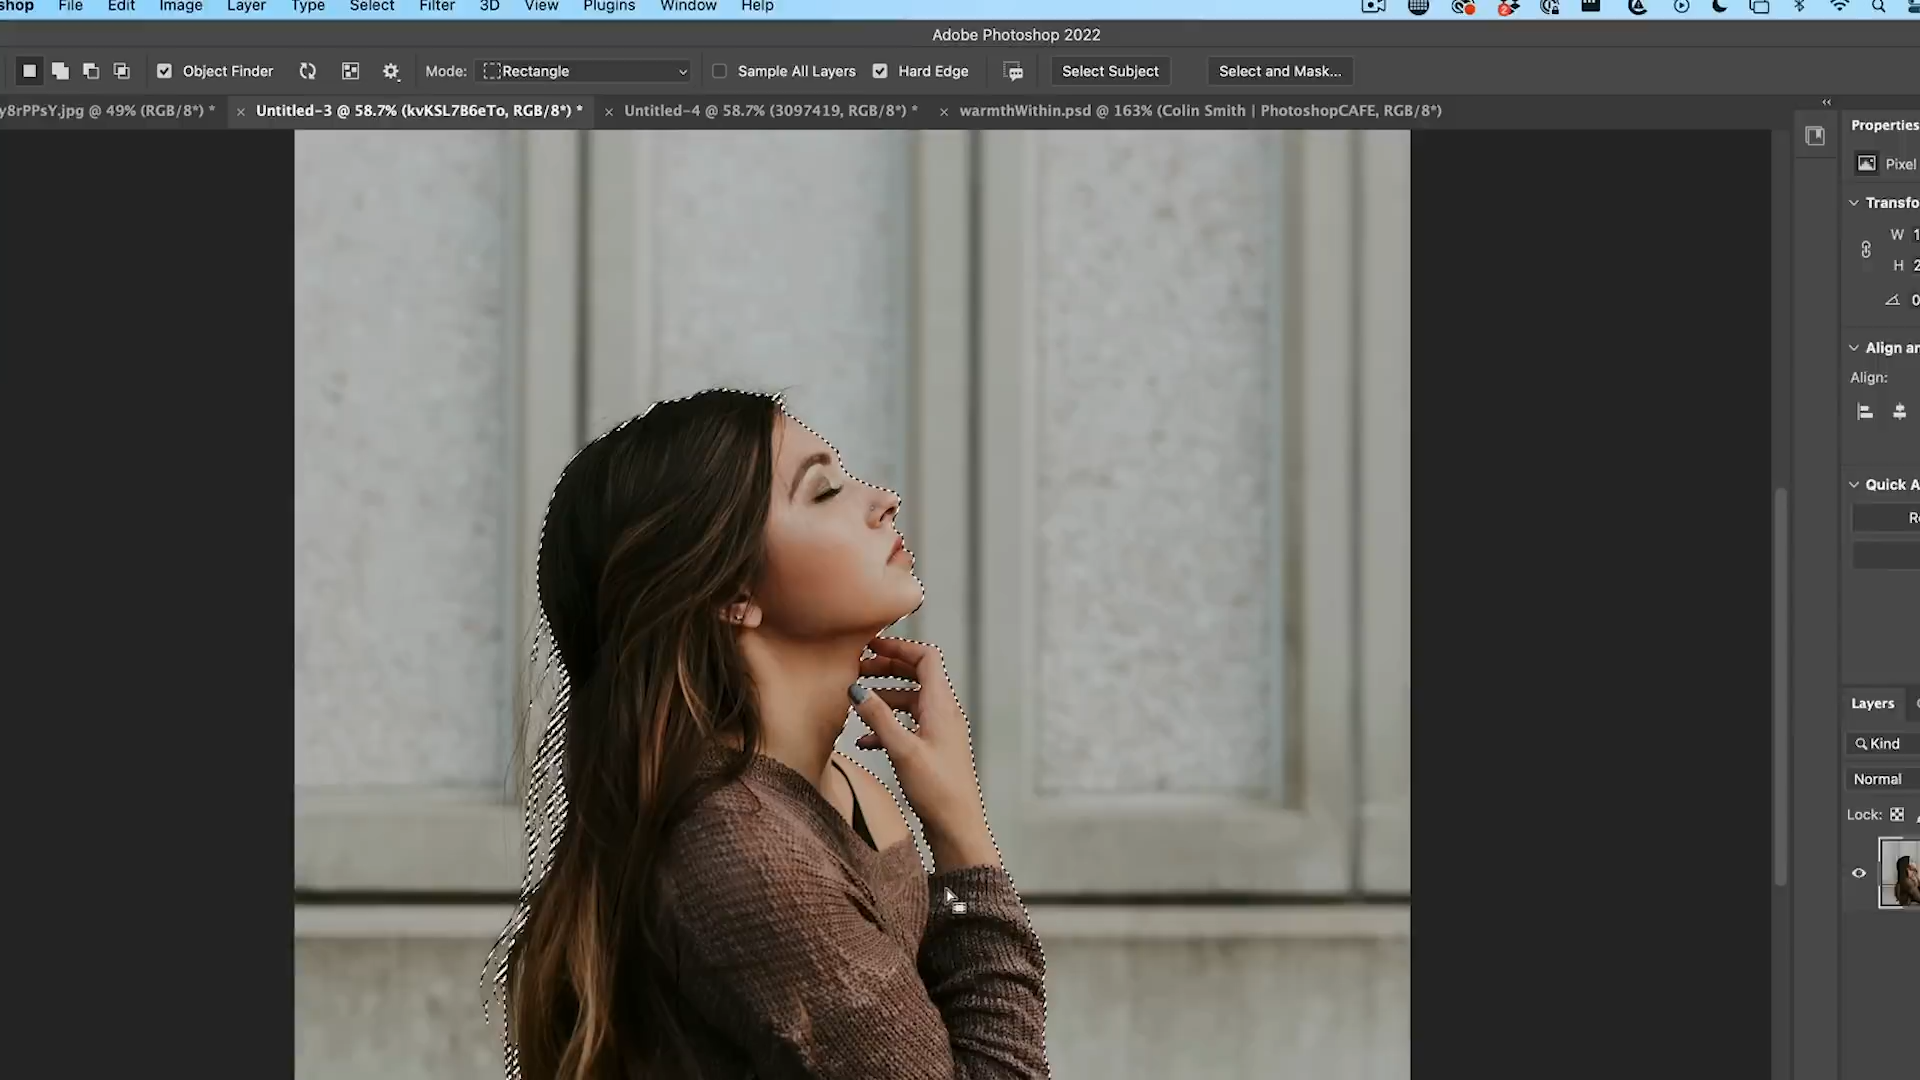 shop File Edit Image Layer Type Select Filter 3D View Plugins Window Help
2
Adobe Photoshop 2022
Object Finder Mode: Rectangle Sample All Layers Hard Edge Select Subject Select and Mask...
y8rPPsY.jpg @ 49% (RGB/8*) * × Untitled-3 @ 58.7% (kvKSL7B6eTo, RGB/8*) * × Untitled-4 @ 58.7% (3097419, RGB/8*) * × warmthWithin.psd @ 163% (Colin Smith | PhotoshopCAFE, RGB/8*)
Properties
Pixel
Transfo
W 1
H 2
0
Align an
Align:
Quick A
Re
Layers
Kind
Normal
Lock: